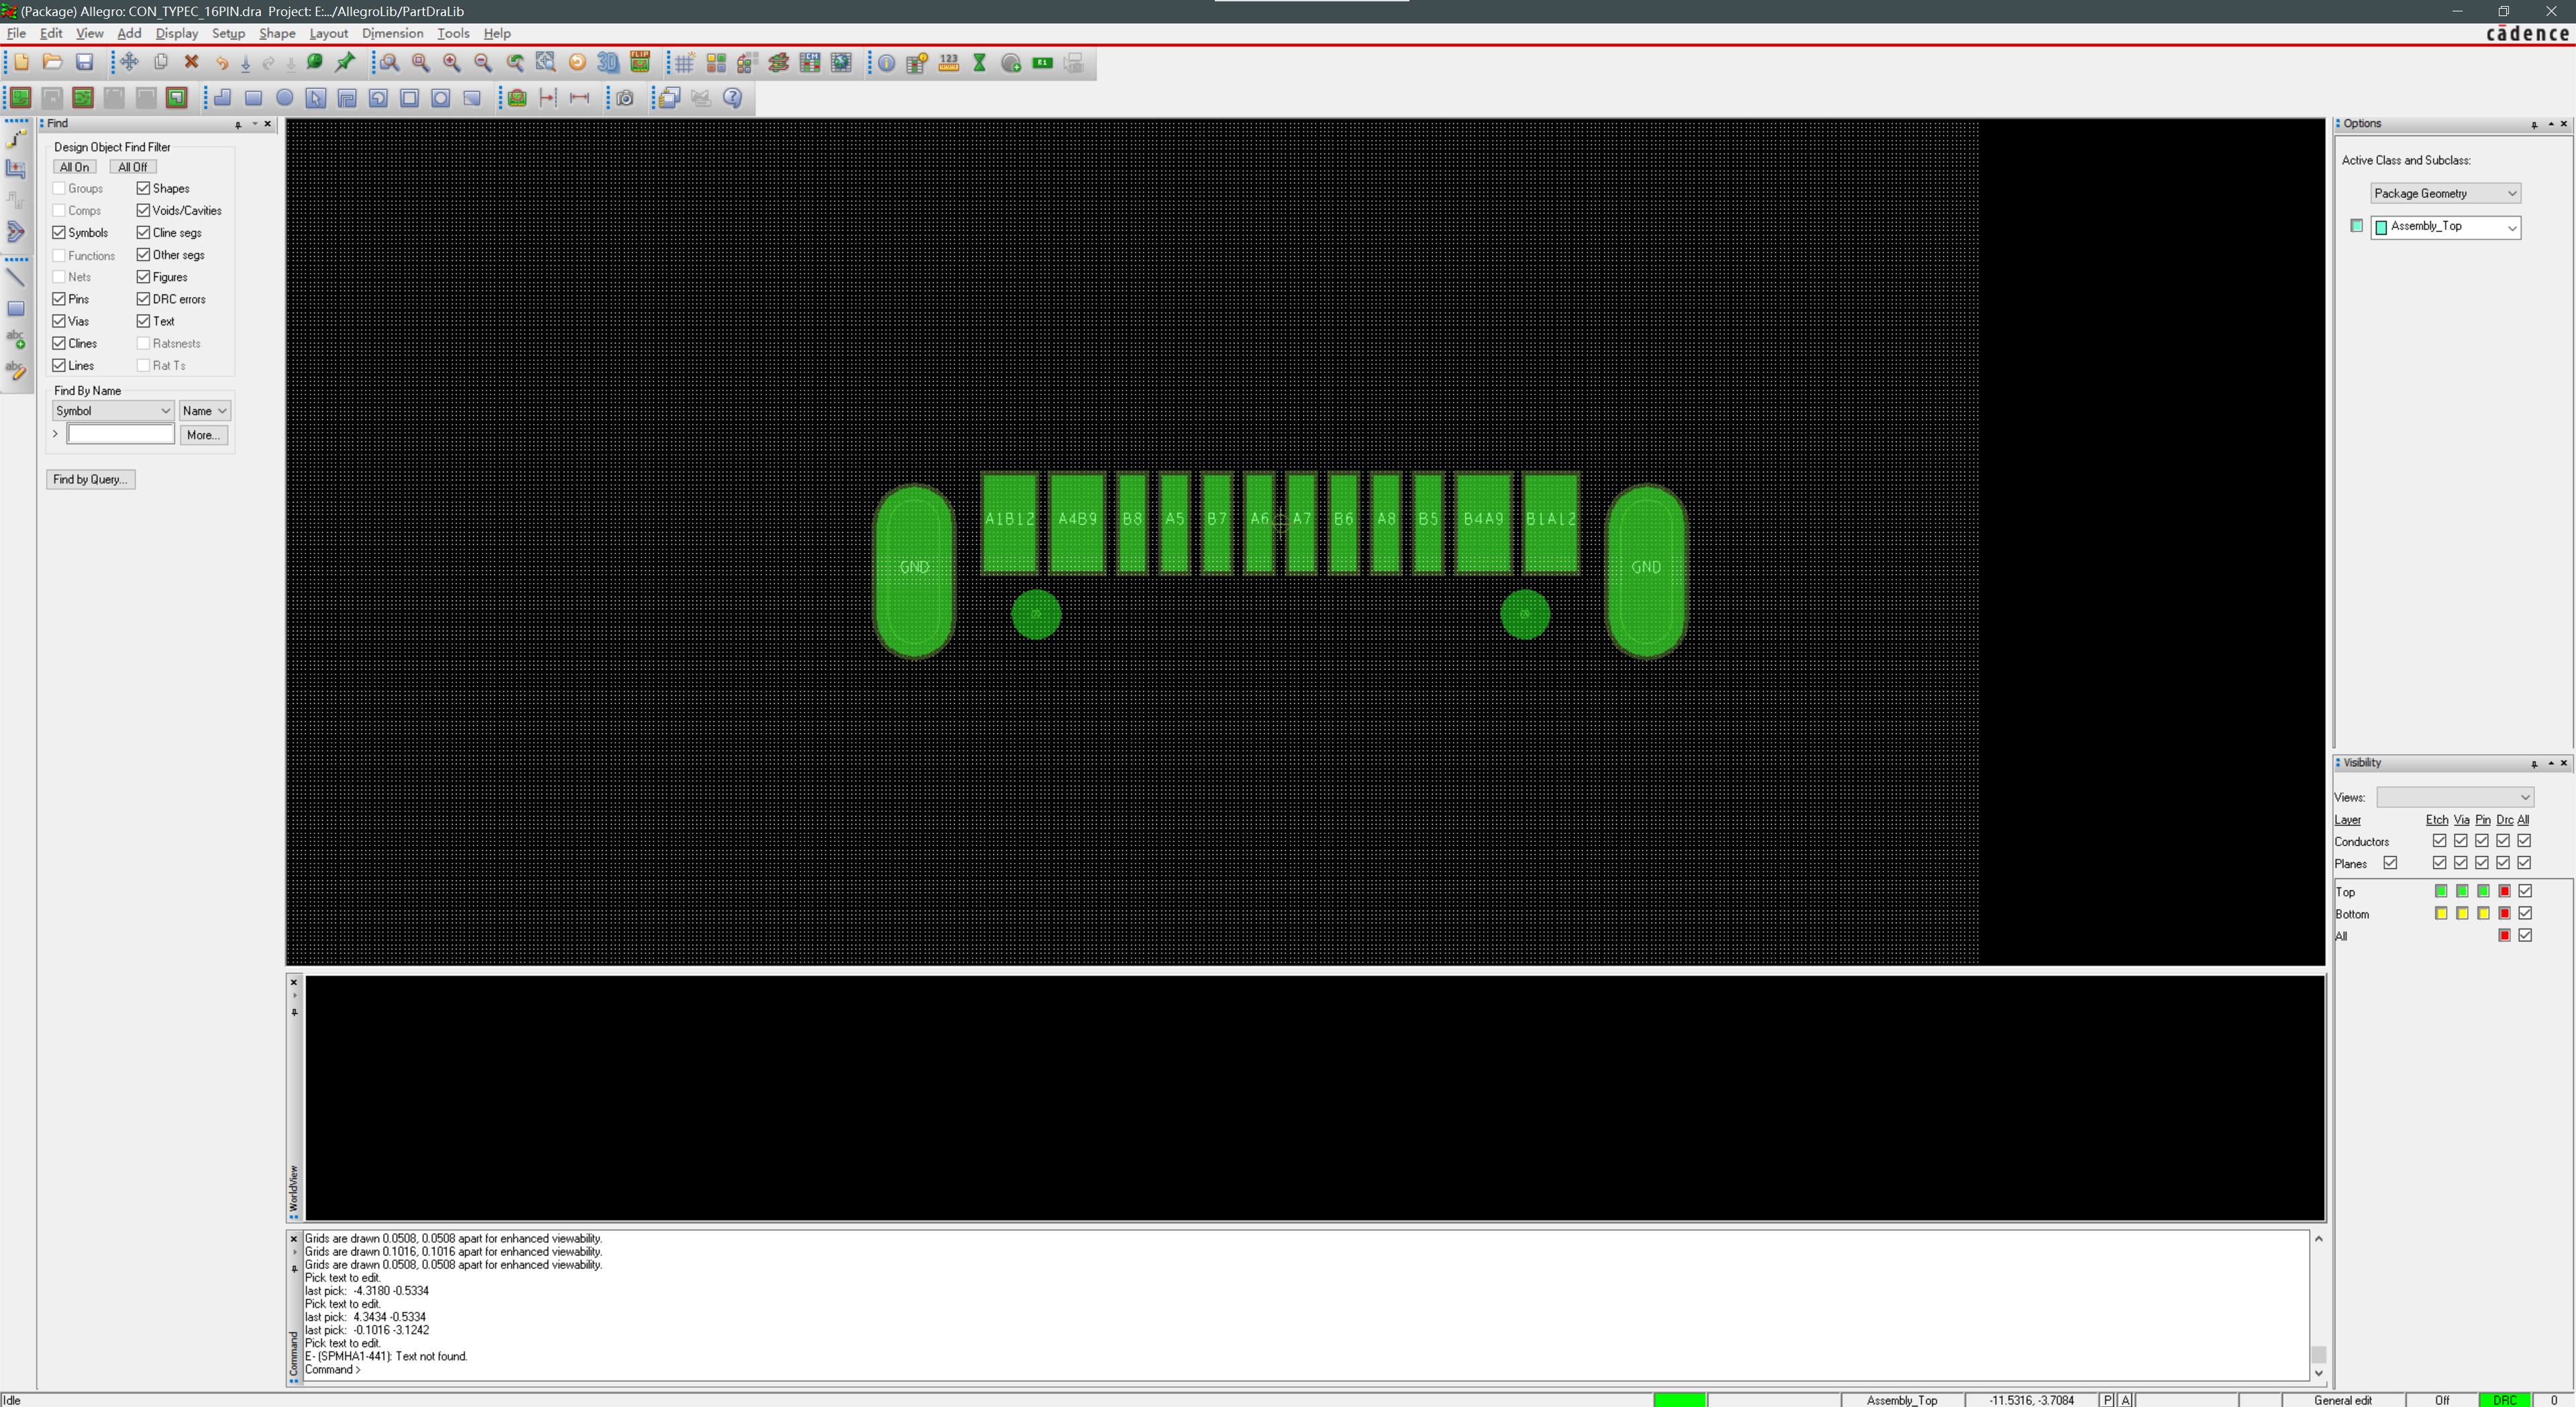 (Package) Allegro: CON_TYPEC_16PIN.dra  Project: E:.../AllegroLib/PartDraLib
File Edit View Add Display Setup Shape Layout Dimension Tools Help
cādence
Find
Design Object Find Filter
All On All Off
Groups Shapes
Comps Voids/Cavities
Symbols Cline segs
Functions Other segs
Nets Figures
Pins DRC errors
Vias Text
Clines Ratsnests
Lines Rat Ts
Find By Name
Symbol Name
> More...
Find by Query...
A1B12 A4B9 B8 A5 B7 A6 A7 B6 A8 B5 B4A9 B1A12
GND GND
Options
Active Class and Subclass:
Package Geometry
Assembly_Top
Visibility
Views:
Layer Etch Via Pin Drc All
Conductors
Planes
Top
Bottom
All
WorldView
Command
Grids are drawn 0.0508, 0.0508 apart for enhanced viewability.
Grids are drawn 0.1016, 0.1016 apart for enhanced viewability.
Grids are drawn 0.0508, 0.0508 apart for enhanced viewability.
Pick text to edit.
last pick:  -4.3180 -0.5334
Pick text to edit.
last pick:  4.3434 -0.5334
last pick:  -0.1016 -3.1242
Pick text to edit.
E- (SPMHA1-441): Text not found.
Command >
Idle Assembly_Top -11.5316, -3.7084 P A General edit Off DRC 0